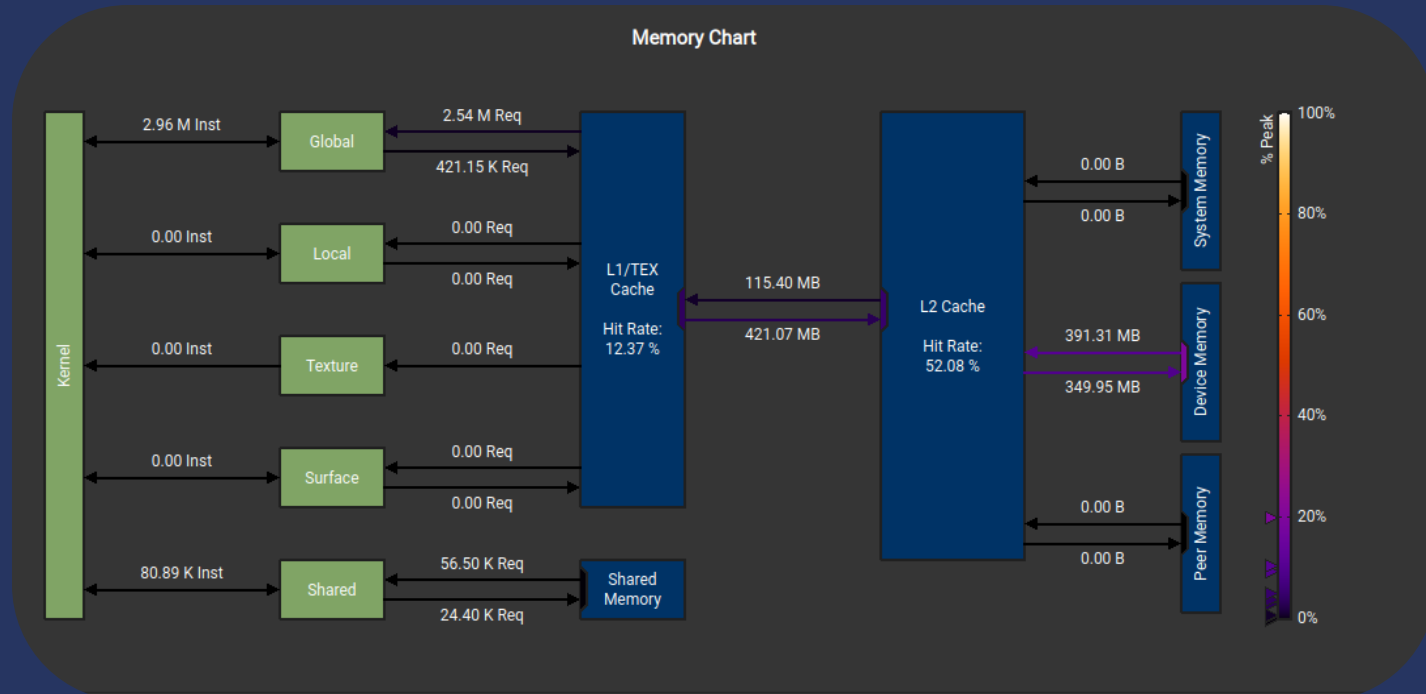 Memory Chart
Kernel
2.96 M Inst
Global
2.54 M Req
421.15 K Req
0.00 Inst
Local
0.00 Req
0.00 Req
0.00 Inst
Texture
0.00 Req
0.00 Inst
Surface
0.00 Req
0.00 Req
80.89 K Inst
Shared
56.50 K Req
24.40 K Req
L1/TEX
Cache
Hit Rate:
12.37 %
Shared
Memory
115.40 MB
421.07 MB
L2 Cache
Hit Rate:
52.08 %
0.00 B
0.00 B
System Memory
391.31 MB
349.95 MB
Device Memory
0.00 B
0.00 B
Peer Memory
% Peak
100%
80%
60%
40%
20%
0%